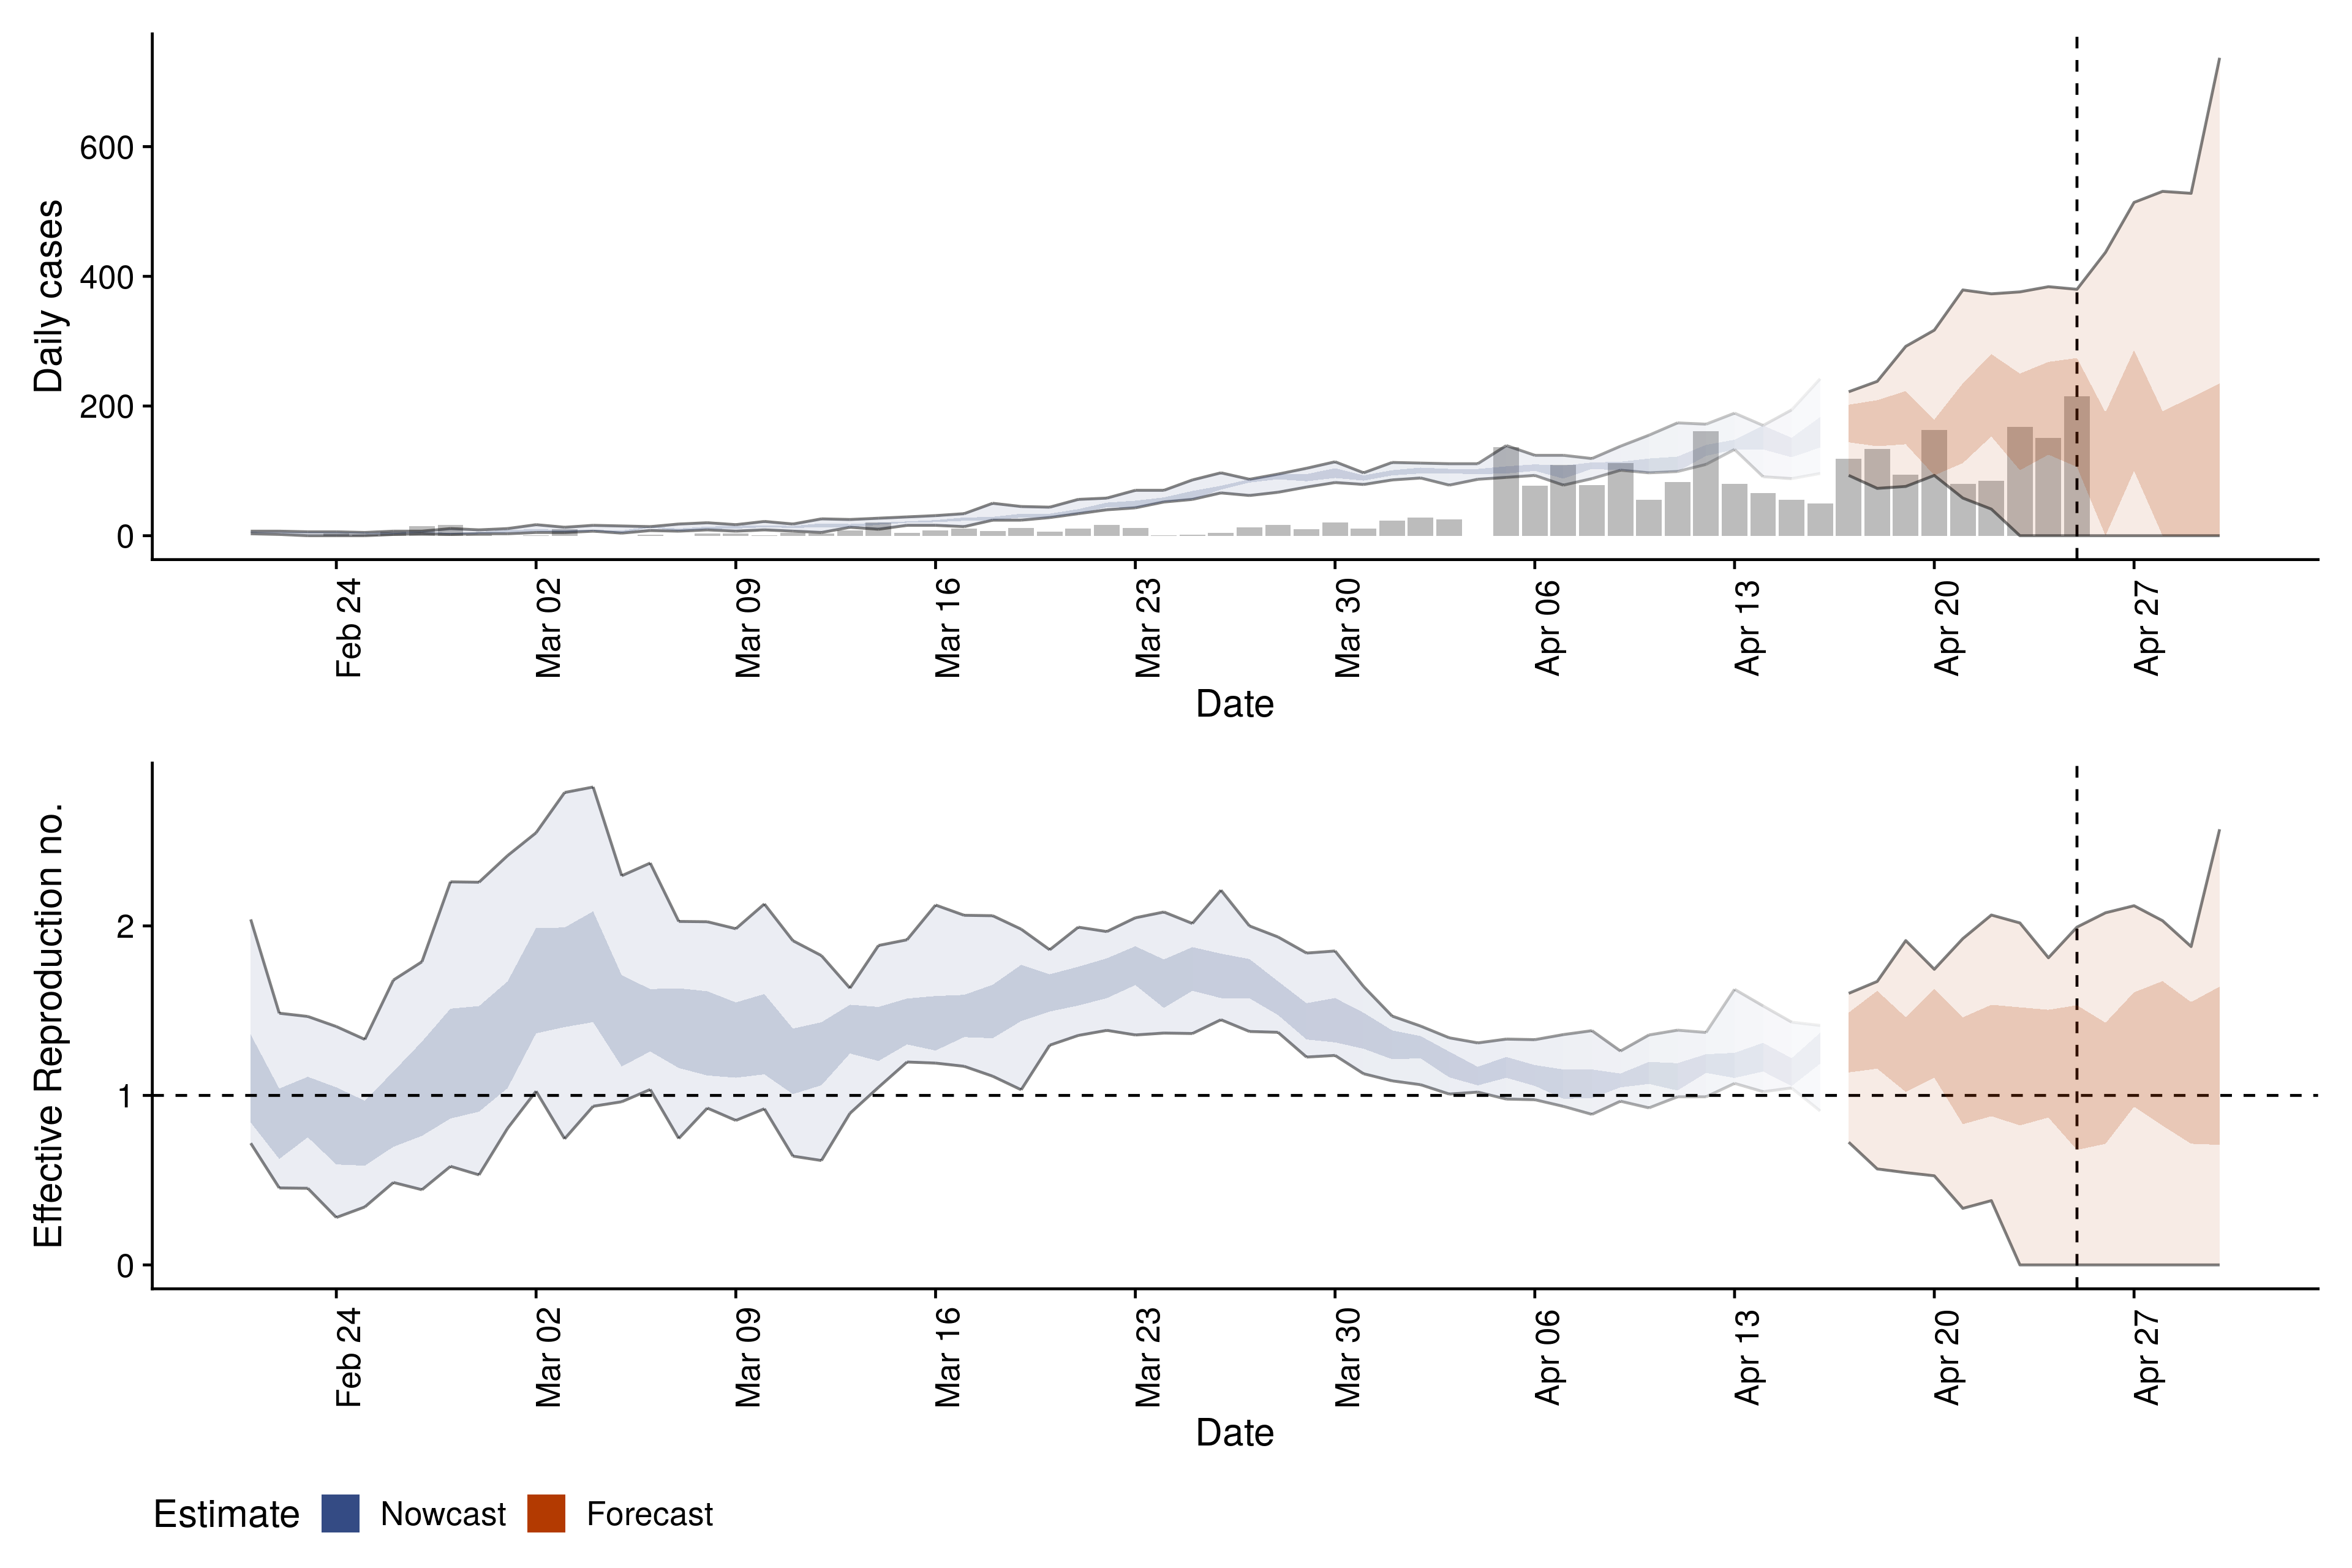 Daily cases
600
400
200
0
Feb 24
Mar 02
Mar 09
Mar 16
Mar 23
Mar 30
Apr 06
Apr 13
Apr 20
Apr 27
Date
Effective Reproduction no.
2
1
0
Feb 24
Mar 02
Mar 09
Mar 16
Mar 23
Mar 30
Apr 06
Apr 13
Apr 20
Apr 27
Date
Estimate Nowcast Forecast